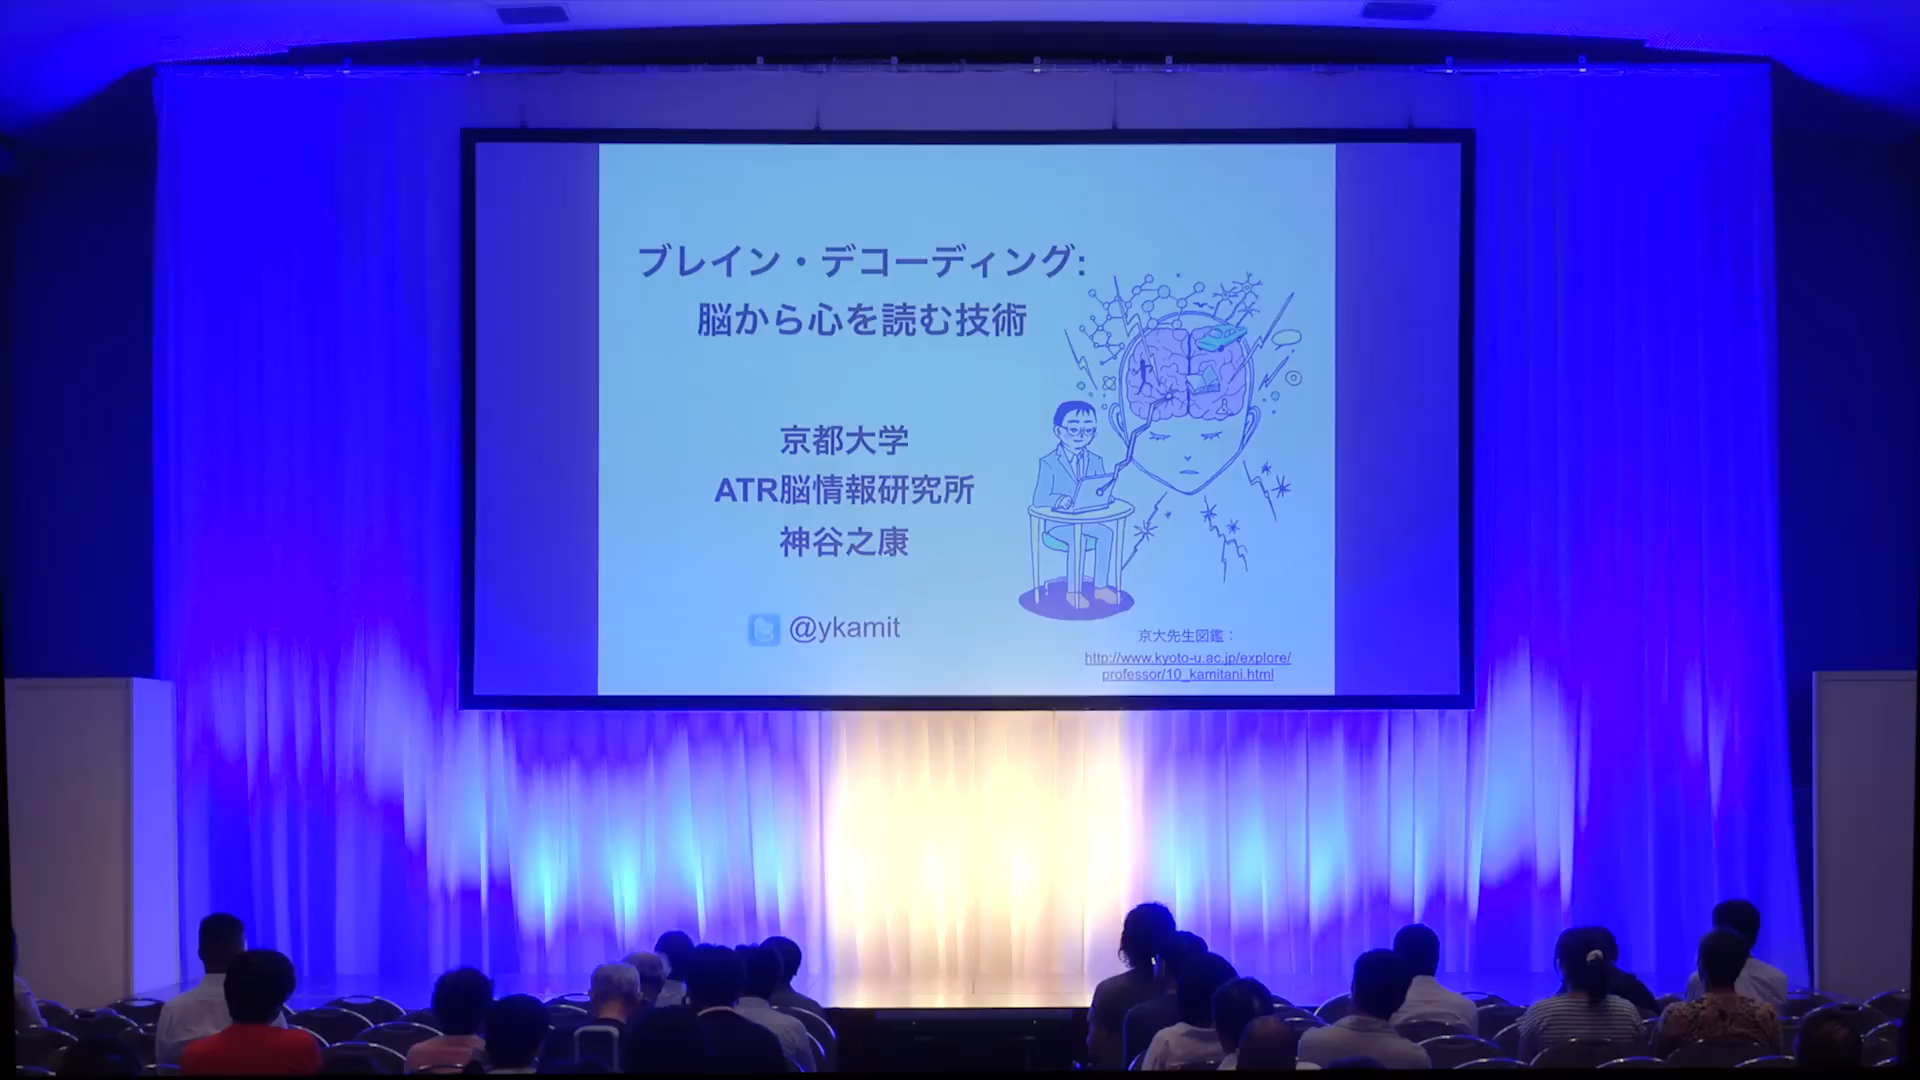 ブレイン・デコーディング:
脳から心を読む技術
京都大学
ATR脳情報研究所
神谷之康
@ykamit
京大先生図鑑：
http://www.kyoto-u.ac.jp/explore/
professor/10_kamitani.html